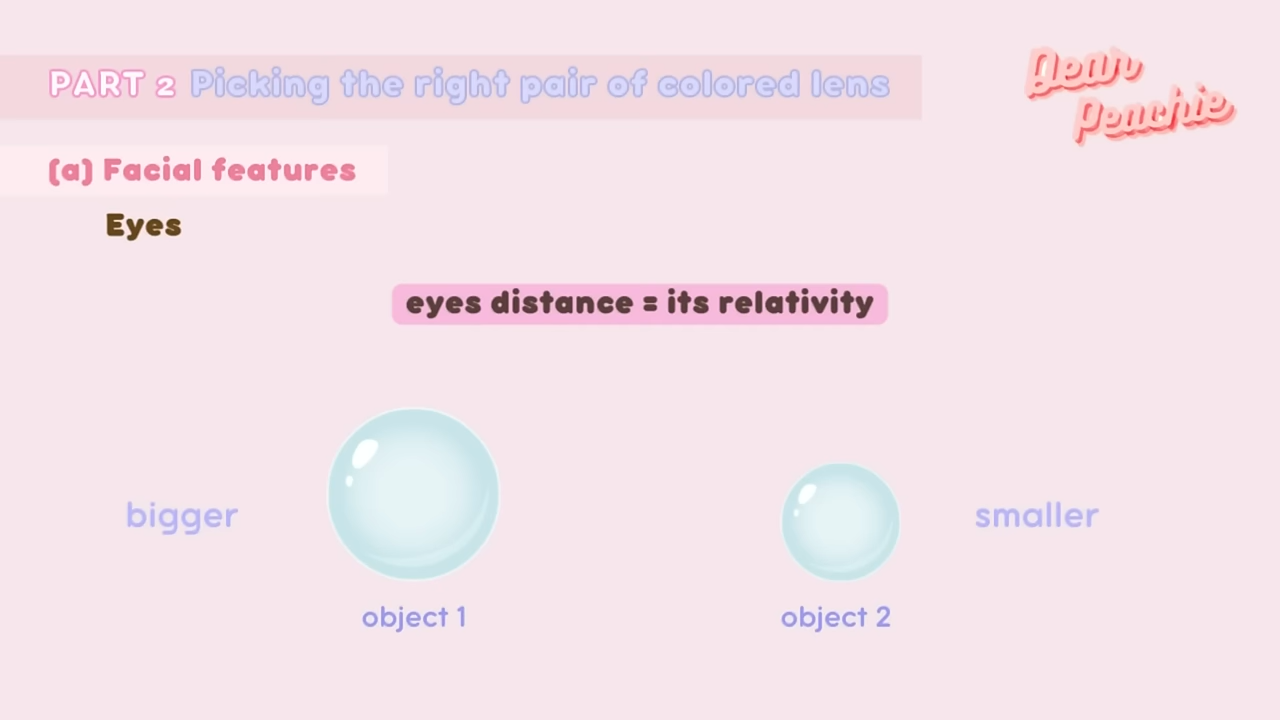 PART 2 Picking the right pair of colored lens
Dear
Peachie
(a) Facial features
Eyes
eyes distance = its relativity
bigger
smaller
object 1
object 2